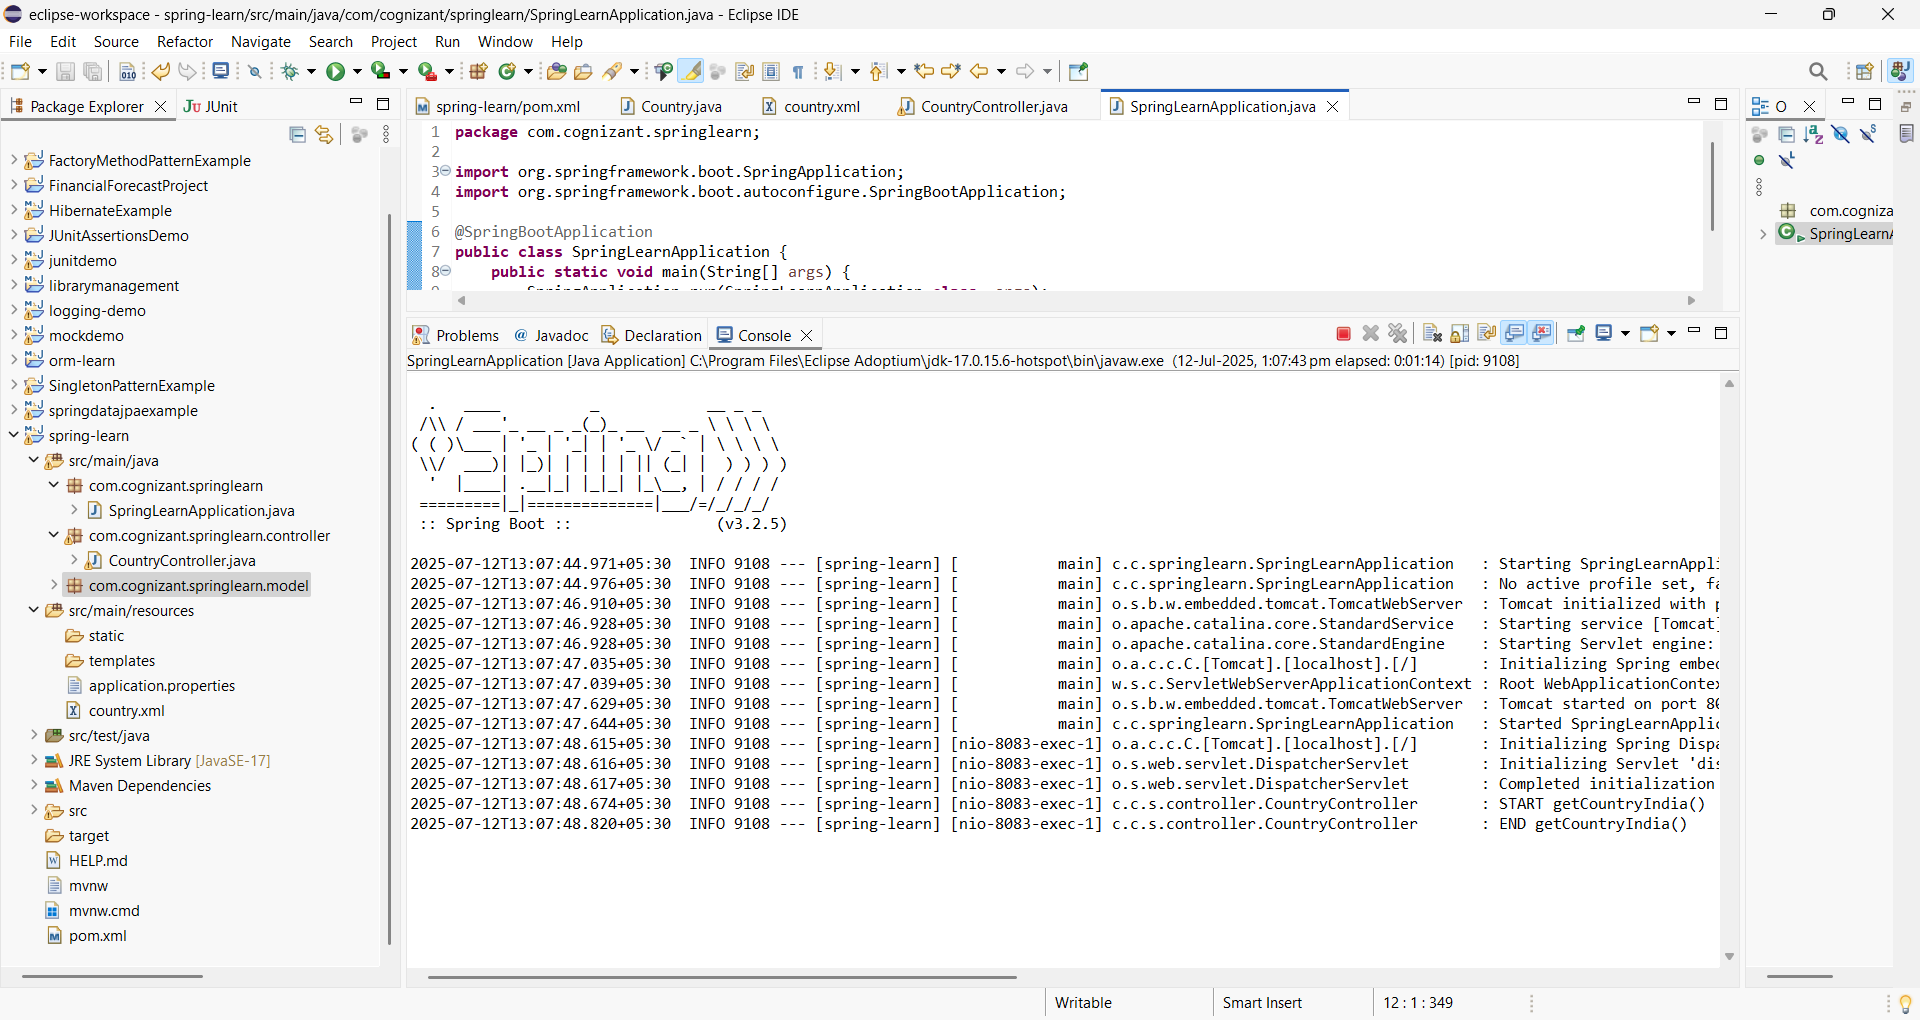 eclipse-workspace - spring-learn/src/main/java/com/cognizant/springlearn/SpringLearnApplication.java - Eclipse IDE
File Edit Source Refactor Navigate Search Project Run Window Help
Package Explorer JUnit
FactoryMethodPatternExample
FinancialForecastProject
HibernateExample
JUnitAssertionsDemo
junitdemo
librarymanagement
logging-demo
mockdemo
orm-learn
SingletonPatternExample
springdatajpaexample
spring-learn
src/main/java
com.cognizant.springlearn
SpringLearnApplication.java
com.cognizant.springlearn.controller
CountryController.java
com.cognizant.springlearn.model
src/main/resources
static
templates
application.properties
country.xml
src/test/java
JRE System Library [JavaSE-17]
Maven Dependencies
src
target
HELP.md
mvnw
mvnw.cmd
pom.xml
spring-learn/pom.xml Country.java country.xml CountryController.java SpringLearnApplication.java
1 package com.cognizant.springlearn;
2
3 import org.springframework.boot.SpringApplication;
4 import org.springframework.boot.autoconfigure.SpringBootApplication;
5
6 @SpringBootApplication
7 public class SpringLearnApplication {
8 public static void main(String[] args) {
Problems Javadoc Declaration Console
SpringLearnApplication [Java Application] C:\Program Files\Eclipse Adoptium\jdk-17.0.15.6-hotspot\bin\javaw.exe (12-Jul-2025, 1:07:43 pm elapsed: 0:01:14) [pid: 9108]
Spring
:: Spring Boot :: (v3.2.5)
2025-07-12T13:07:44.971+05:30 INFO 9108 --- [spring-learn] [ main] c.c.springlearn.SpringLearnApplication : Starting SpringLearnAppl
2025-07-12T13:07:44.976+05:30 INFO 9108 --- [spring-learn] [ main] c.c.springlearn.SpringLearnApplication : No active profile set, fa
2025-07-12T13:07:46.910+05:30 INFO 9108 --- [spring-learn] [ main] o.s.b.w.embedded.tomcat.TomcatWebServer : Tomcat initialized with p
2025-07-12T13:07:46.928+05:30 INFO 9108 --- [spring-learn] [ main] o.apache.catalina.core.StandardService : Starting service [Tomcat]
2025-07-12T13:07:46.928+05:30 INFO 9108 --- [spring-learn] [ main] o.apache.catalina.core.StandardEngine : Starting Servlet engine:
2025-07-12T13:07:47.035+05:30 INFO 9108 --- [spring-learn] [ main] o.a.c.c.C.[Tomcat].[localhost].[/] : Initializing Spring embe
2025-07-12T13:07:47.039+05:30 INFO 9108 --- [spring-learn] [ main] w.s.c.ServletWebServerApplicationContext : Root WebApplicationContex
2025-07-12T13:07:47.629+05:30 INFO 9108 --- [spring-learn] [ main] o.s.b.w.embedded.tomcat.TomcatWebServer : Tomcat started on port 80
2025-07-12T13:07:47.644+05:30 INFO 9108 --- [spring-learn] [ main] c.c.springlearn.SpringLearnApplication : Started SpringLearnApplic
2025-07-12T13:07:48.615+05:30 INFO 9108 --- [spring-learn] [nio-8083-exec-1] o.a.c.c.C.[Tomcat].[localhost].[/] : Initializing Spring Dispa
2025-07-12T13:07:48.616+05:30 INFO 9108 --- [spring-learn] [nio-8083-exec-1] o.s.web.servlet.DispatcherServlet : Initializing Servlet 'dis
2025-07-12T13:07:48.617+05:30 INFO 9108 --- [spring-learn] [nio-8083-exec-1] o.s.web.servlet.DispatcherServlet : Completed initialization
2025-07-12T13:07:48.674+05:30 INFO 9108 --- [spring-learn] [nio-8083-exec-1] c.c.s.controller.CountryController : START getCountryIndia()
2025-07-12T13:07:48.820+05:30 INFO 9108 --- [spring-learn] [nio-8083-exec-1] c.c.s.controller.CountryController : END getCountryIndia()
O
com.cogniza
SpringLearnA
Writable Smart Insert 12 : 1 : 349